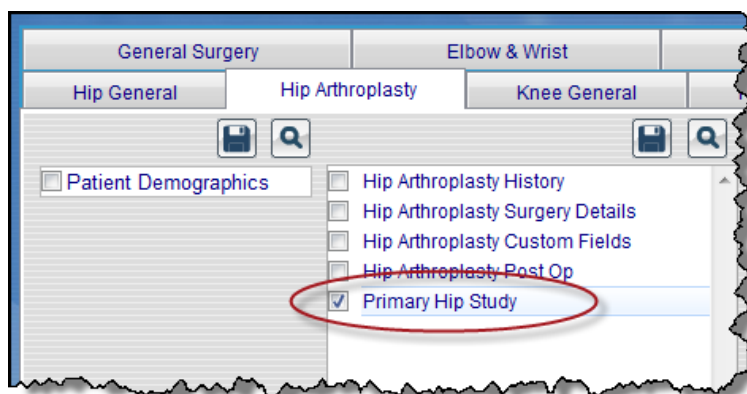 General Surgery
Elbow & Wrist
Hip General
Hip Arthroplasty
Knee General
Patient Demographics
Hip Arthroplasty History
Hip Arthroplasty Surgery Details
Hip Arthroplasty Custom Fields
Hip Arthroplasty Post Op
Primary Hip Study